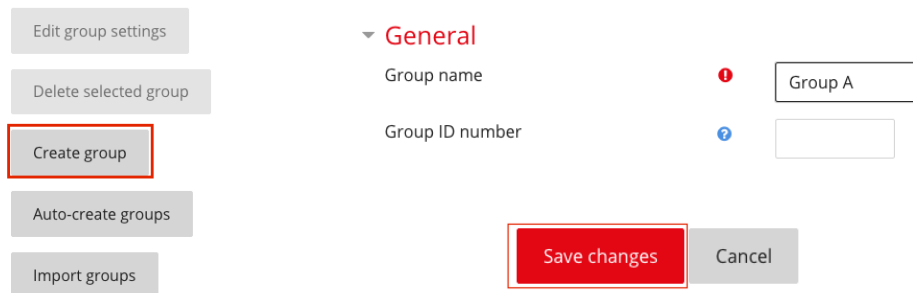 Edit group settings
Delete selected group
Create group
Auto-create groups
Import groups
General
Group name
Group A
Group ID number
Save changes
Cancel